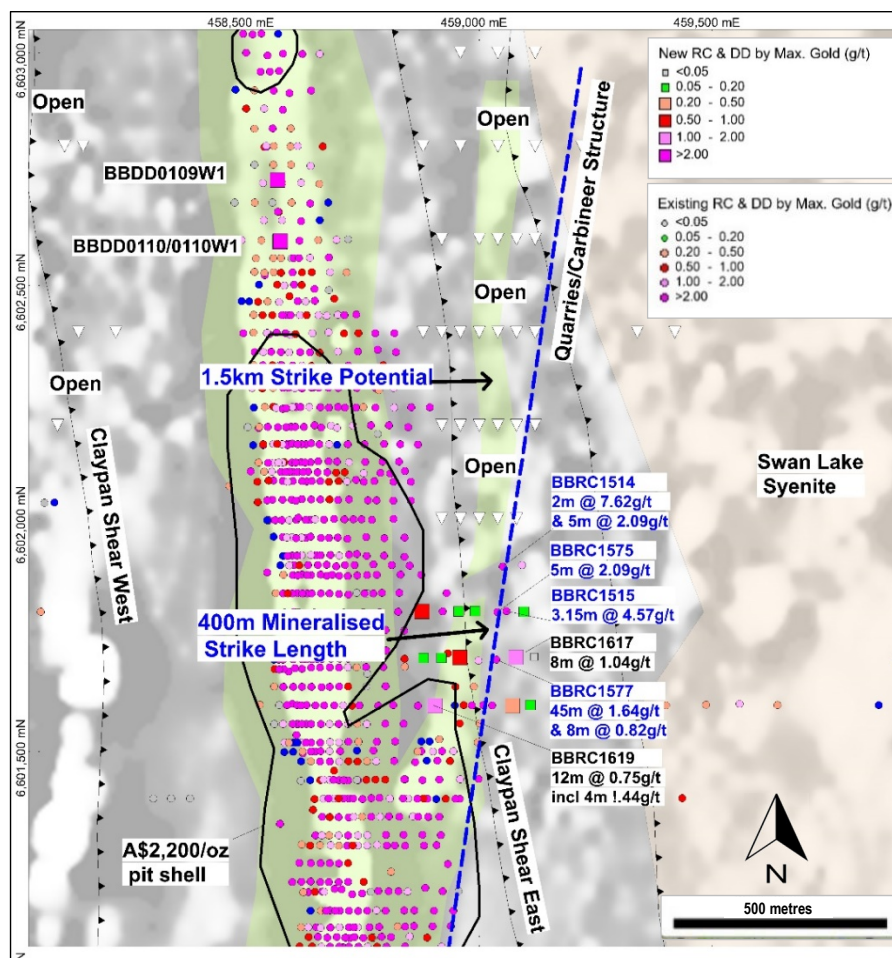 458,500 mE
459,000 mE
459,500 mE
6,603,000 mN
6,602,500 mN
6,602,000 mN
6,601,500 mN
N
New RC & DD by Max. Gold (g/t)
<0.05
0.05 - 0.20
0.20 - 0.50
0.50 - 1.00
1.00 - 2.00
>2.00
Existing RC & DD by Max. Gold (g/t)
<0.05
0.05 - 0.20
0.20 - 0.50
0.50 - 1.00
1.00 - 2.00
>2.00
Open
Open
Quarries/Carbineer Structure
BBDD0109W1
BBDD0110/0110W1
Open
1.5km Strike Potential
Open
Open
Claypan Shear West
Swan Lake
Syenite
BBRC1514
2m @ 7.62g/t
& 5m @ 2.09g/t
BBRC1575
5m @ 2.09g/t
BBRC1515
3.15m @ 4.57g/t
400m Mineralised
Strike Length
BBRC1617
8m @ 1.04g/t
BBRC1577
45m @ 1.64g/t
& 8m @ 0.82g/t
BBRC1619
12m @ 0.75g/t
incl 4m !.44g/t
Claypan Shear East
A$2,200/oz
pit shell
N
500 metres